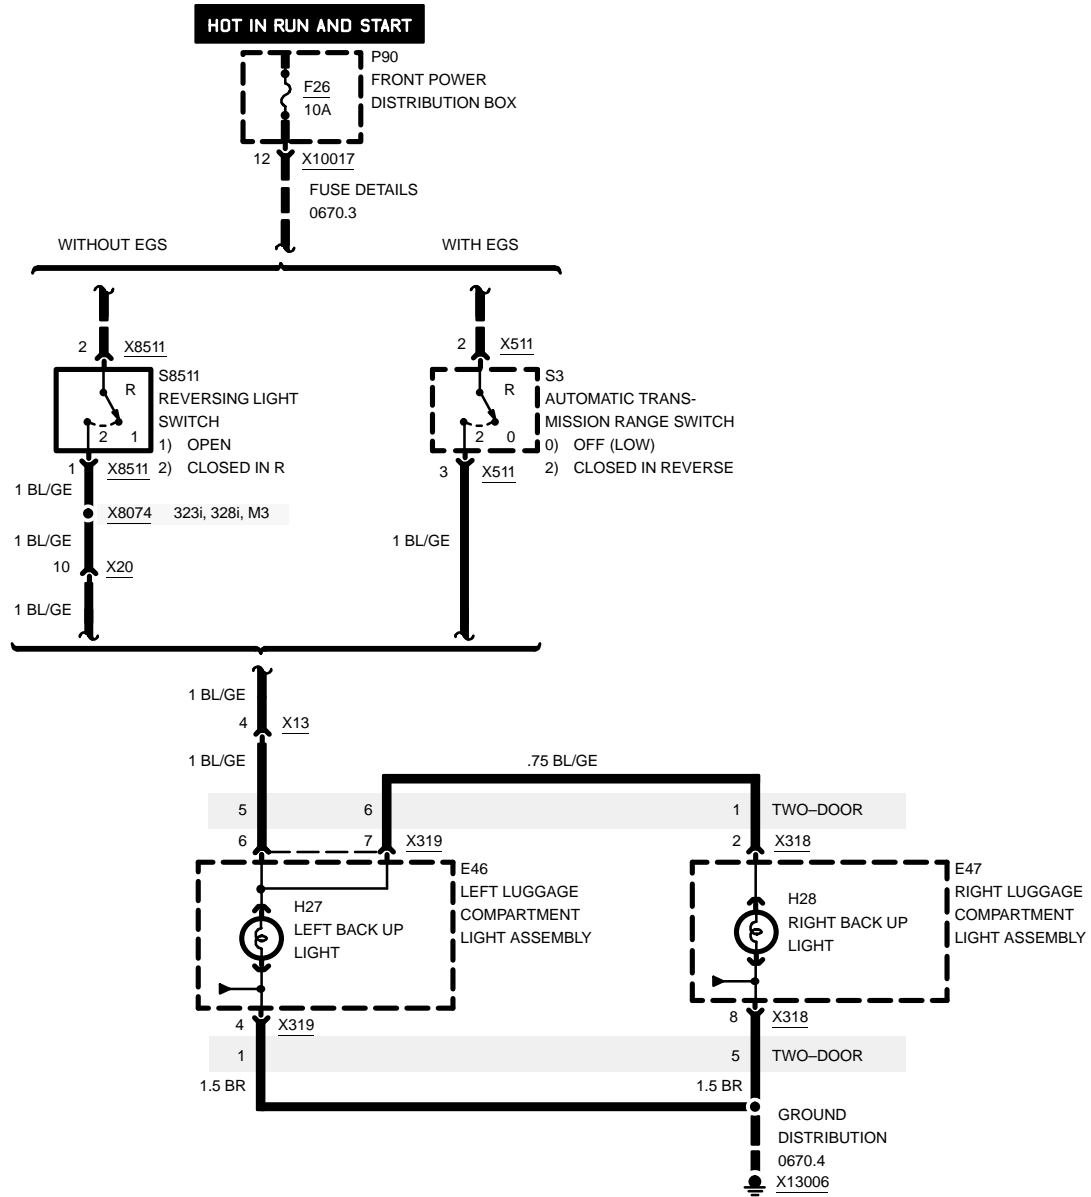 HOT IN RUN AND START
P90
FRONT POWER
DISTRIBUTION BOX
F26
10A
12 X10017
FUSE DETAILS
0670.3
WITHOUT EGS
WITH EGS
2 X8511
S8511
REVERSING LIGHT
SWITCH
1) OPEN
2) CLOSED IN R
R
2 1
1 X8511
1 BL/GE
X8074 323i, 328i, M3
1 BL/GE
10 X20
1 BL/GE
2 X511
S3
AUTOMATIC TRANS-
MISSION RANGE SWITCH
0) OFF (LOW)
2) CLOSED IN REVERSE
R
2 0
3 X511
1 BL/GE
1 BL/GE
4 X13
1 BL/GE
.75 BL/GE
5 6 1 TWO–DOOR
6 7 X319 2 X318
E46
LEFT LUGGAGE
COMPARTMENT
LIGHT ASSEMBLY
H27
LEFT BACK UP
LIGHT
E47
RIGHT LUGGAGE
COMPARTMENT
LIGHT ASSEMBLY
H28
RIGHT BACK UP
LIGHT
4 X319 8 X318
1 5 TWO–DOOR
1.5 BR 1.5 BR
GROUND
DISTRIBUTION
0670.4
X13006